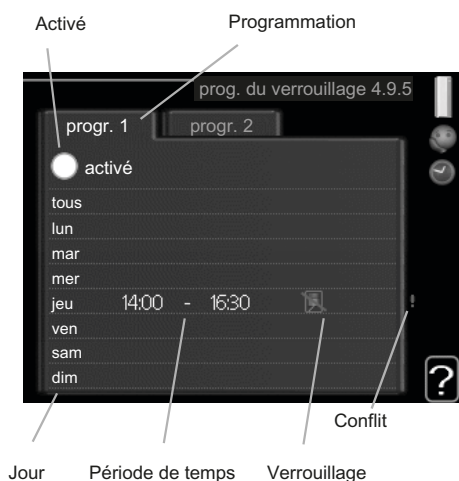 Activé
Programmation
prog. du verrouillage 4.9.5
progr. 1
progr. 2
activé
tous
lun
mar
mer
jeu 14:00 - 16:30 !
ven
sam
dim
?
Conflit
Jour
Période de temps
Verrouillage